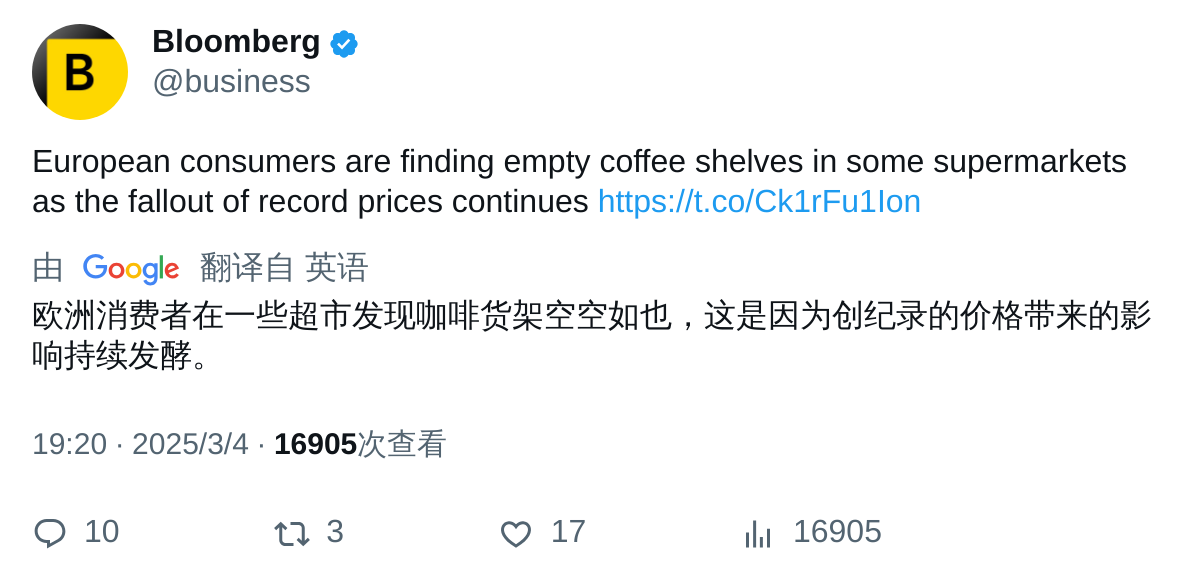 B
Bloomberg
@business
European consumers are finding empty coffee shelves in some supermarkets
as the fallout of record prices continues https://t.co/Ck1rFu1Ion
由 Google 翻译自 英语
欧洲消费者在一些超市发现咖啡货架空空如也，这是因为创纪录的价格带来的影
响持续发酵。
19:20 · 2025/3/4 · 16905次查看
10 3 17 16905